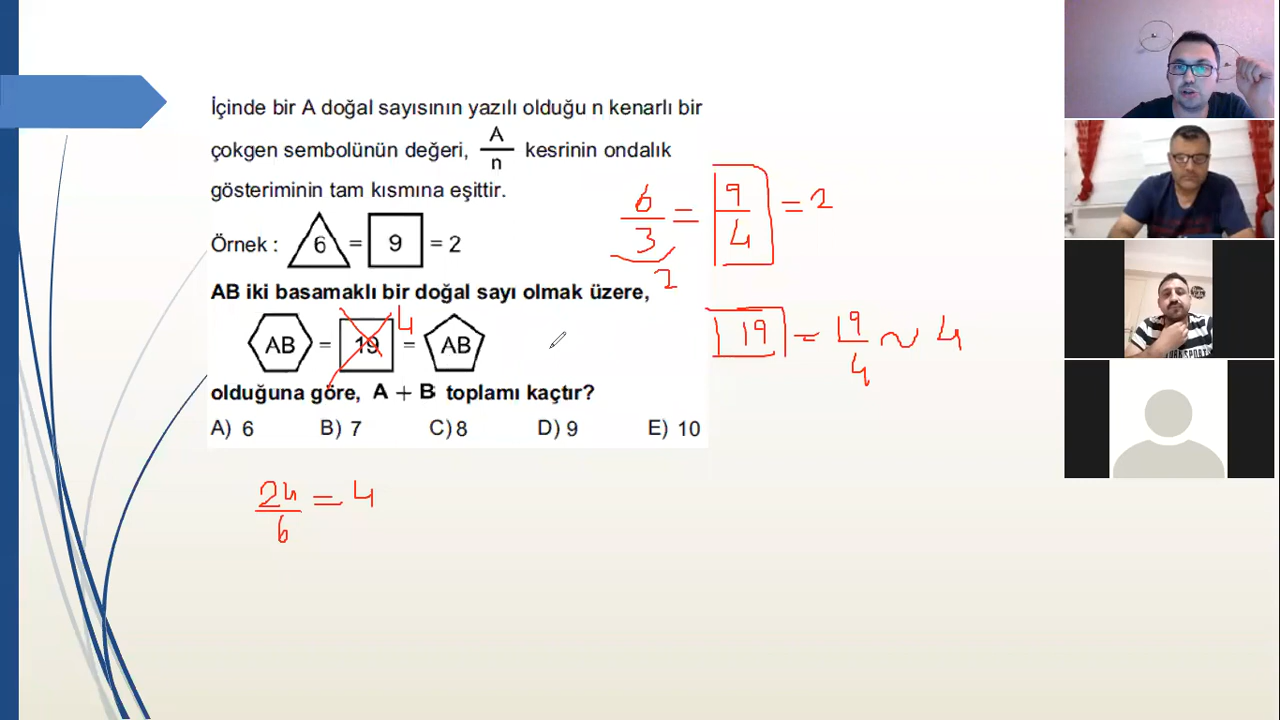 İçinde bir A doğal sayısının yazılı olduğu n kenarlı bir
çokgen sembolünün değeri, A/n kesrinin ondalık
gösteriminin tam kısmına eşittir.
6/3 = 9/4 = 2
2
Örnek : 6 = 9 = 2
AB iki basamaklı bir doğal sayı olmak üzere,
4
AB = 19 = AB
19 = 19/4 ~ 4
olduğuna göre, A + B toplamı kaçtır?
A) 6 B) 7 C) 8 D) 9 E) 10
24/6 = 4